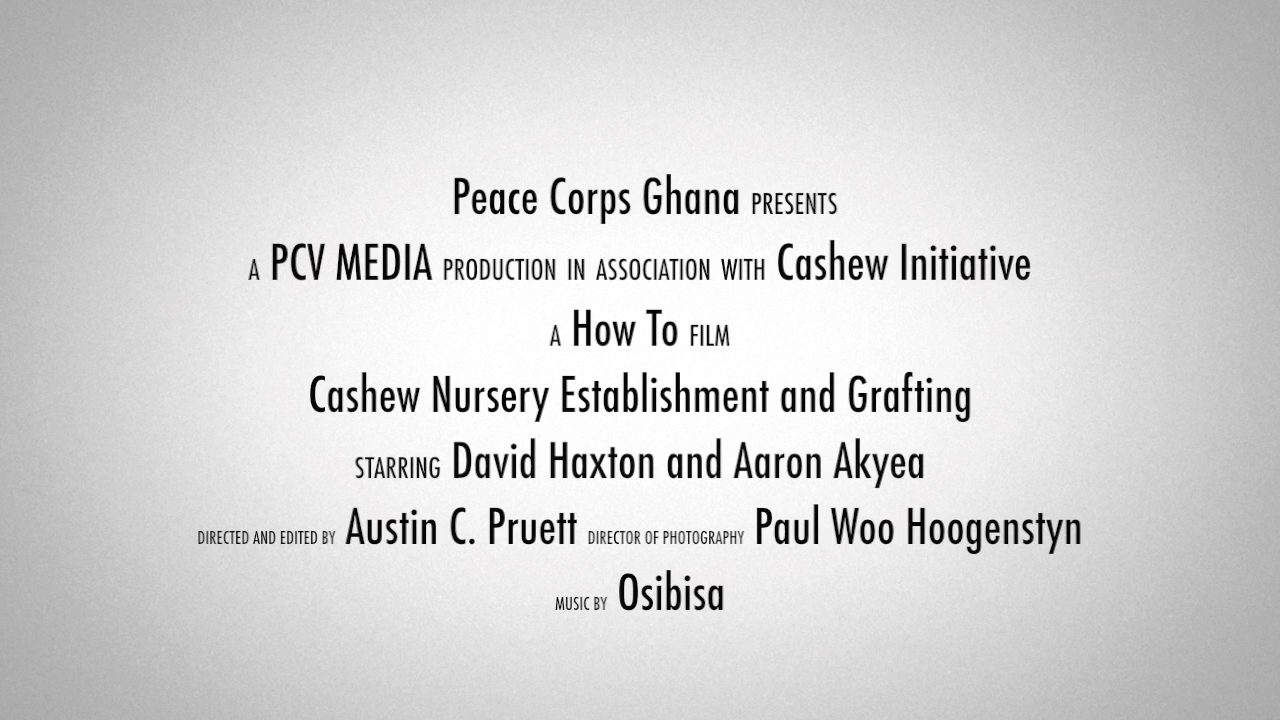 Peace Corps Ghana PRESENTS
A PCV MEDIA PRODUCTION IN ASSOCIATION WITH Cashew Initiative
A How To FILM
Cashew Nursery Establishment and Grafting
STARRING David Haxton and Aaron Akyea
DIRECTED AND EDITED BY Austin C. Pruett DIRECTOR OF PHOTOGRAPHY Paul Woo Hoogenstyn
MUSIC BY Osibisa